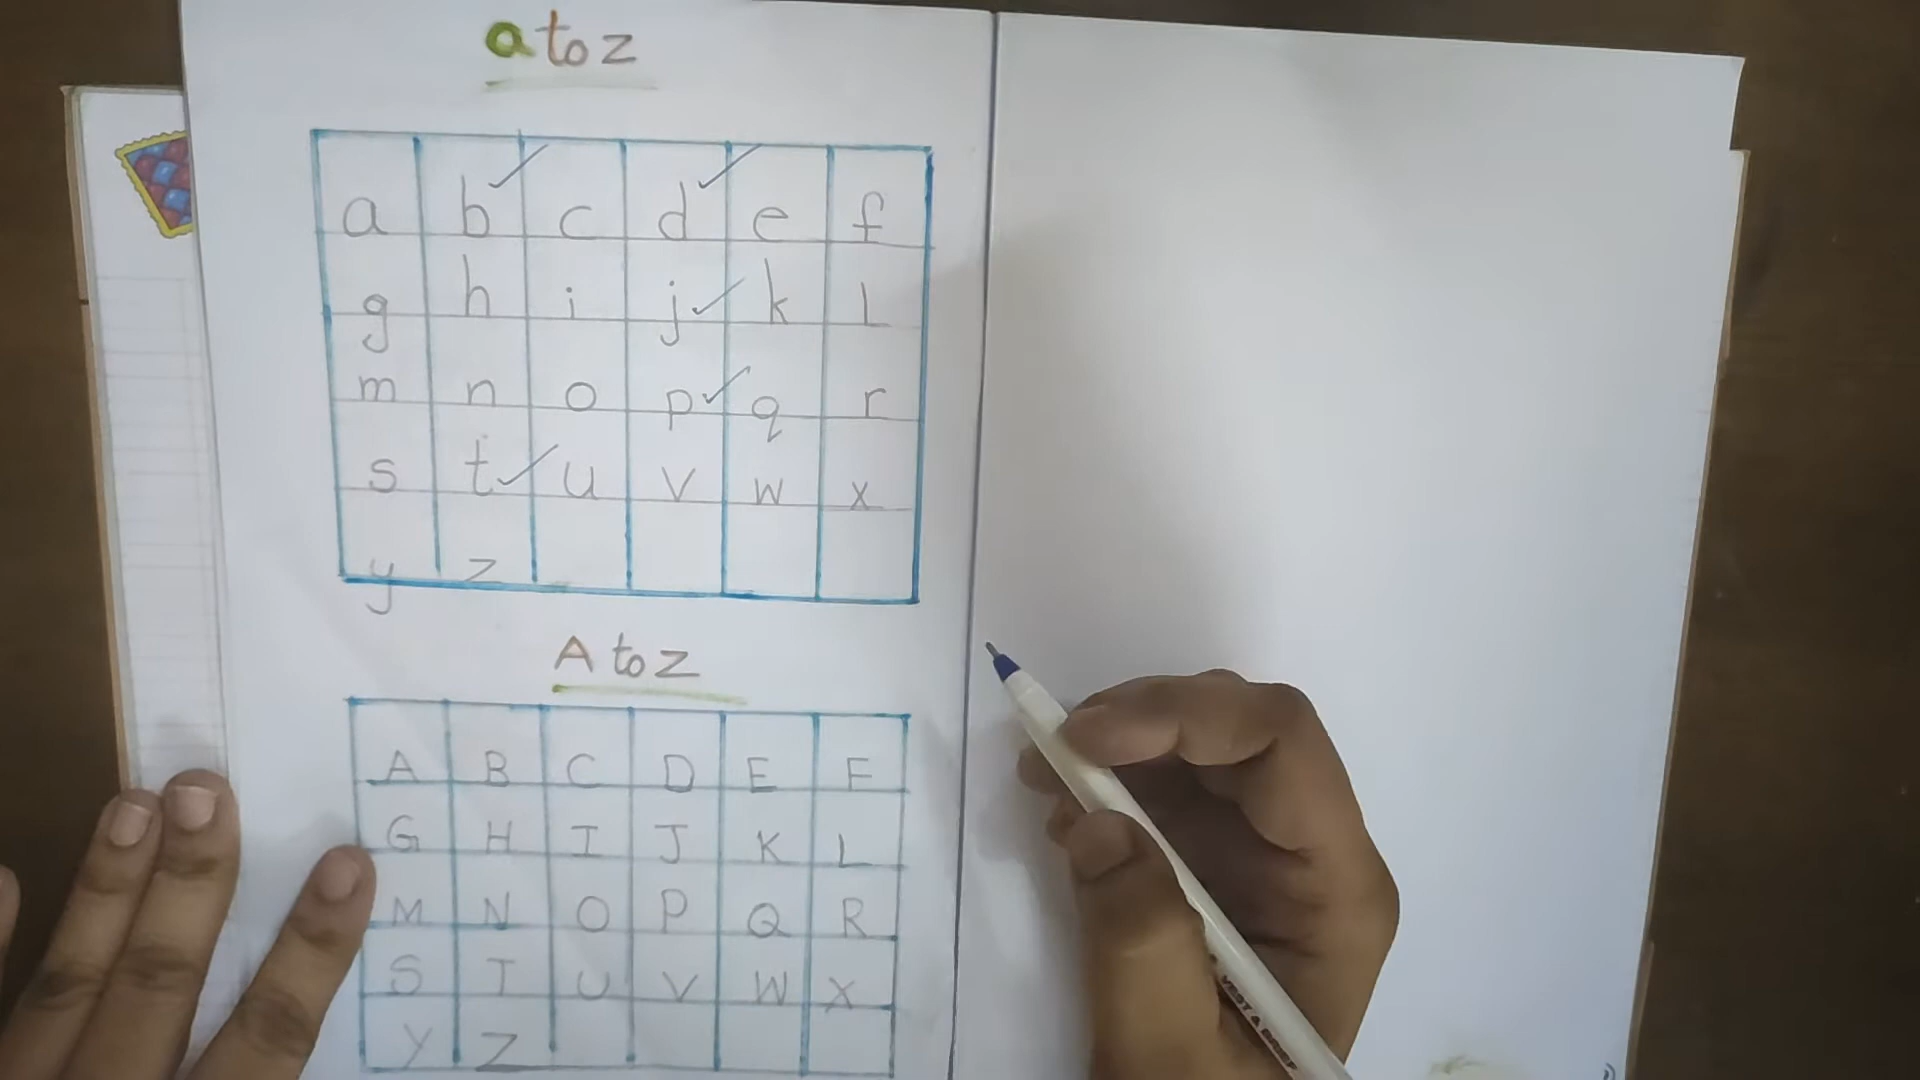 a to z
a b ✓ c d ✓ e f
g h i j ✓ k l
m n o p ✓ q r
s t ✓ u v w x
y z
A to Z
A B C D E F
G H I J K L
M N O P Q R
S T U V W X
Y Z